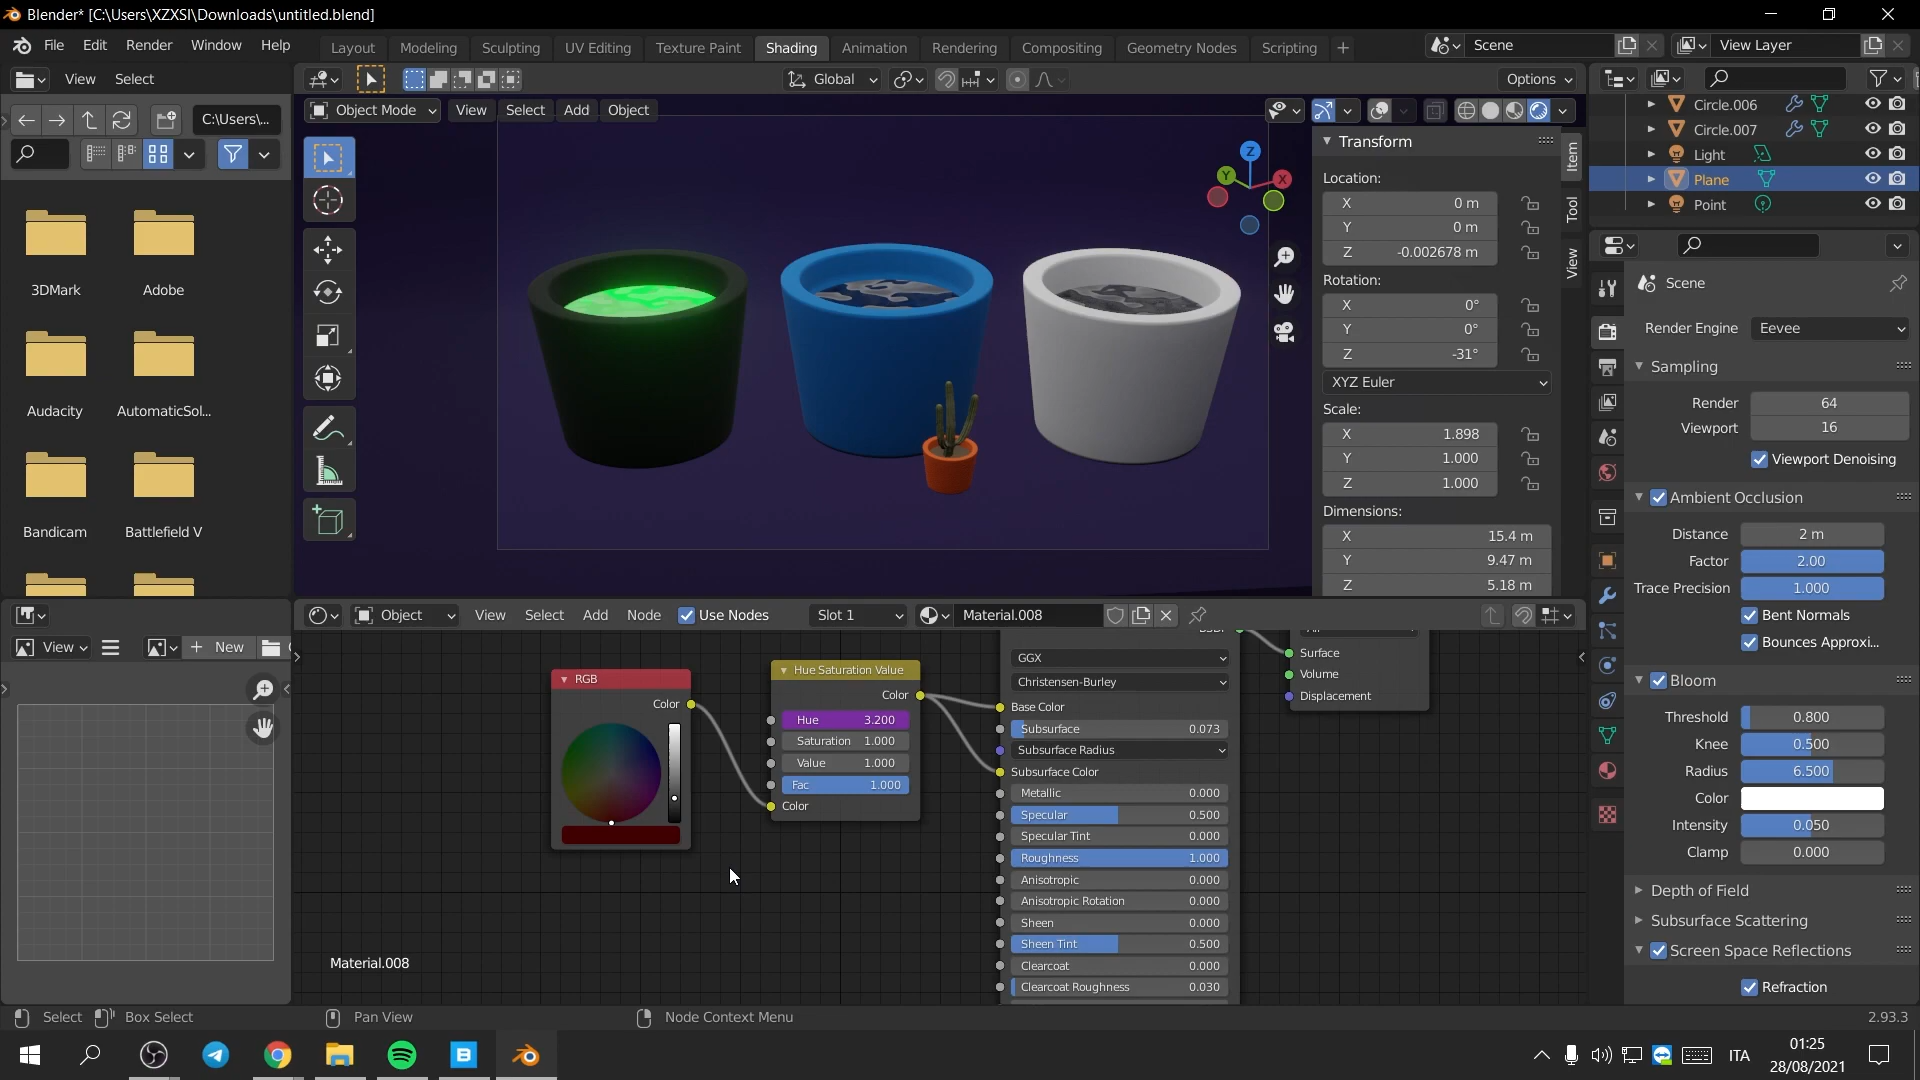 Blender* [C:\Users\XZXSI\Downloads\untitled.blend]
File Edit Render Window Help Layout Modeling Sculpting UV Editing Texture Paint Shading Animation Rendering Compositing Geometry Nodes Scripting + Scene View Layer
View Select Global Options
C:\Users\...
Object Mode View Select Add Object
3DMark Adobe
Audacity AutomaticSol...
Bandicam Battlefield V
Z Y X
Transform
Location:
X 0 m
Y 0 m
Z -0.002678 m
Rotation:
X 0°
Y 0°
Z -31°
XYZ Euler
Scale:
X 1.898
Y 1.000
Z 1.000
Dimensions:
X 15.4 m
Y 9.47 m
Z 5.18 m
Item
Tool
View
Circle.006
Circle.007
Light
Plane
Point
Scene
Render Engine Eevee
Sampling
Render 64
Viewport 16
Viewport Denoising
Ambient Occlusion
Distance 2 m
Factor 2.00
Trace Precision 1.000
Bent Normals
Bounces Approxi...
Bloom
Threshold 0.800
Knee 0.500
Radius 6.500
Color
Intensity 0.050
Clamp 0.000
Depth of Field
Subsurface Scattering
Screen Space Reflections
Refraction
View + New
Object View Select Add Node Use Nodes Slot 1 Material.008
RGB
Color
Hue Saturation Value
Color
Hue 3.200
Saturation 1.000
Value 1.000
Fac 1.000
Color
GGX
Christensen-Burley
Base Color
Subsurface 0.073
Subsurface Radius
Subsurface Color
Metallic 0.000
Specular 0.500
Specular Tint 0.000
Roughness 1.000
Anisotropic 0.000
Anisotropic Rotation 0.000
Sheen 0.000
Sheen Tint 0.500
Clearcoat 0.000
Clearcoat Roughness 0.030
Surface
Volume
Displacement
Material.008
Select Box Select Pan View Node Context Menu 2.93.3
ITA
01:25
28/08/2021